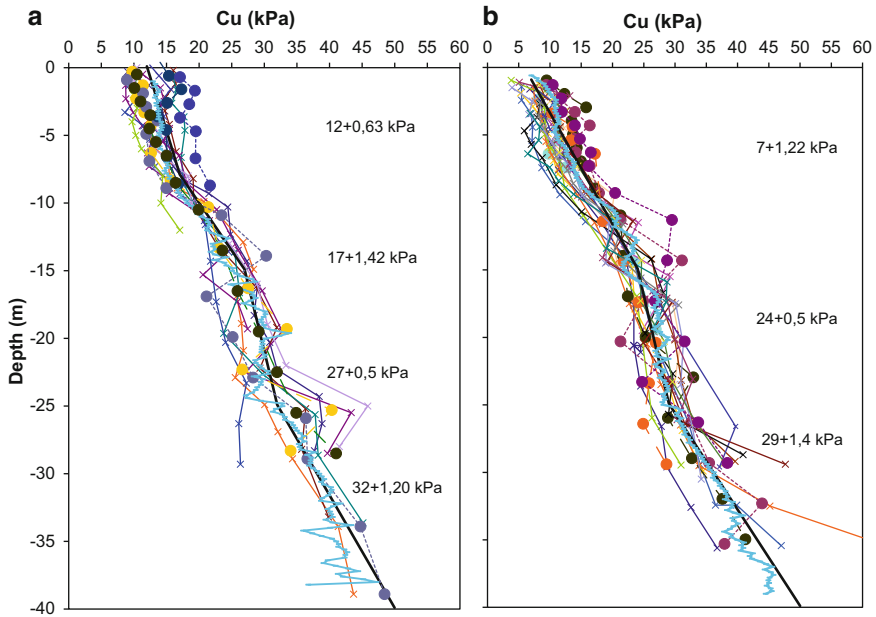 a
Cu (kPa)
0 5 10 15 20 25 30 35 40 45 50 55 60
0
-5
-10
-15
-20
-25
-30
-35
-40
Depth (m)
12+0,63 kPa
17+1,42 kPa
27+0,5 kPa
32+1,20 kPa
b
Cu (kPa)
0 5 10 15 20 25 30 35 40 45 50 55 60
7+1,22 kPa
24+0,5 kPa
29+1,4 kPa